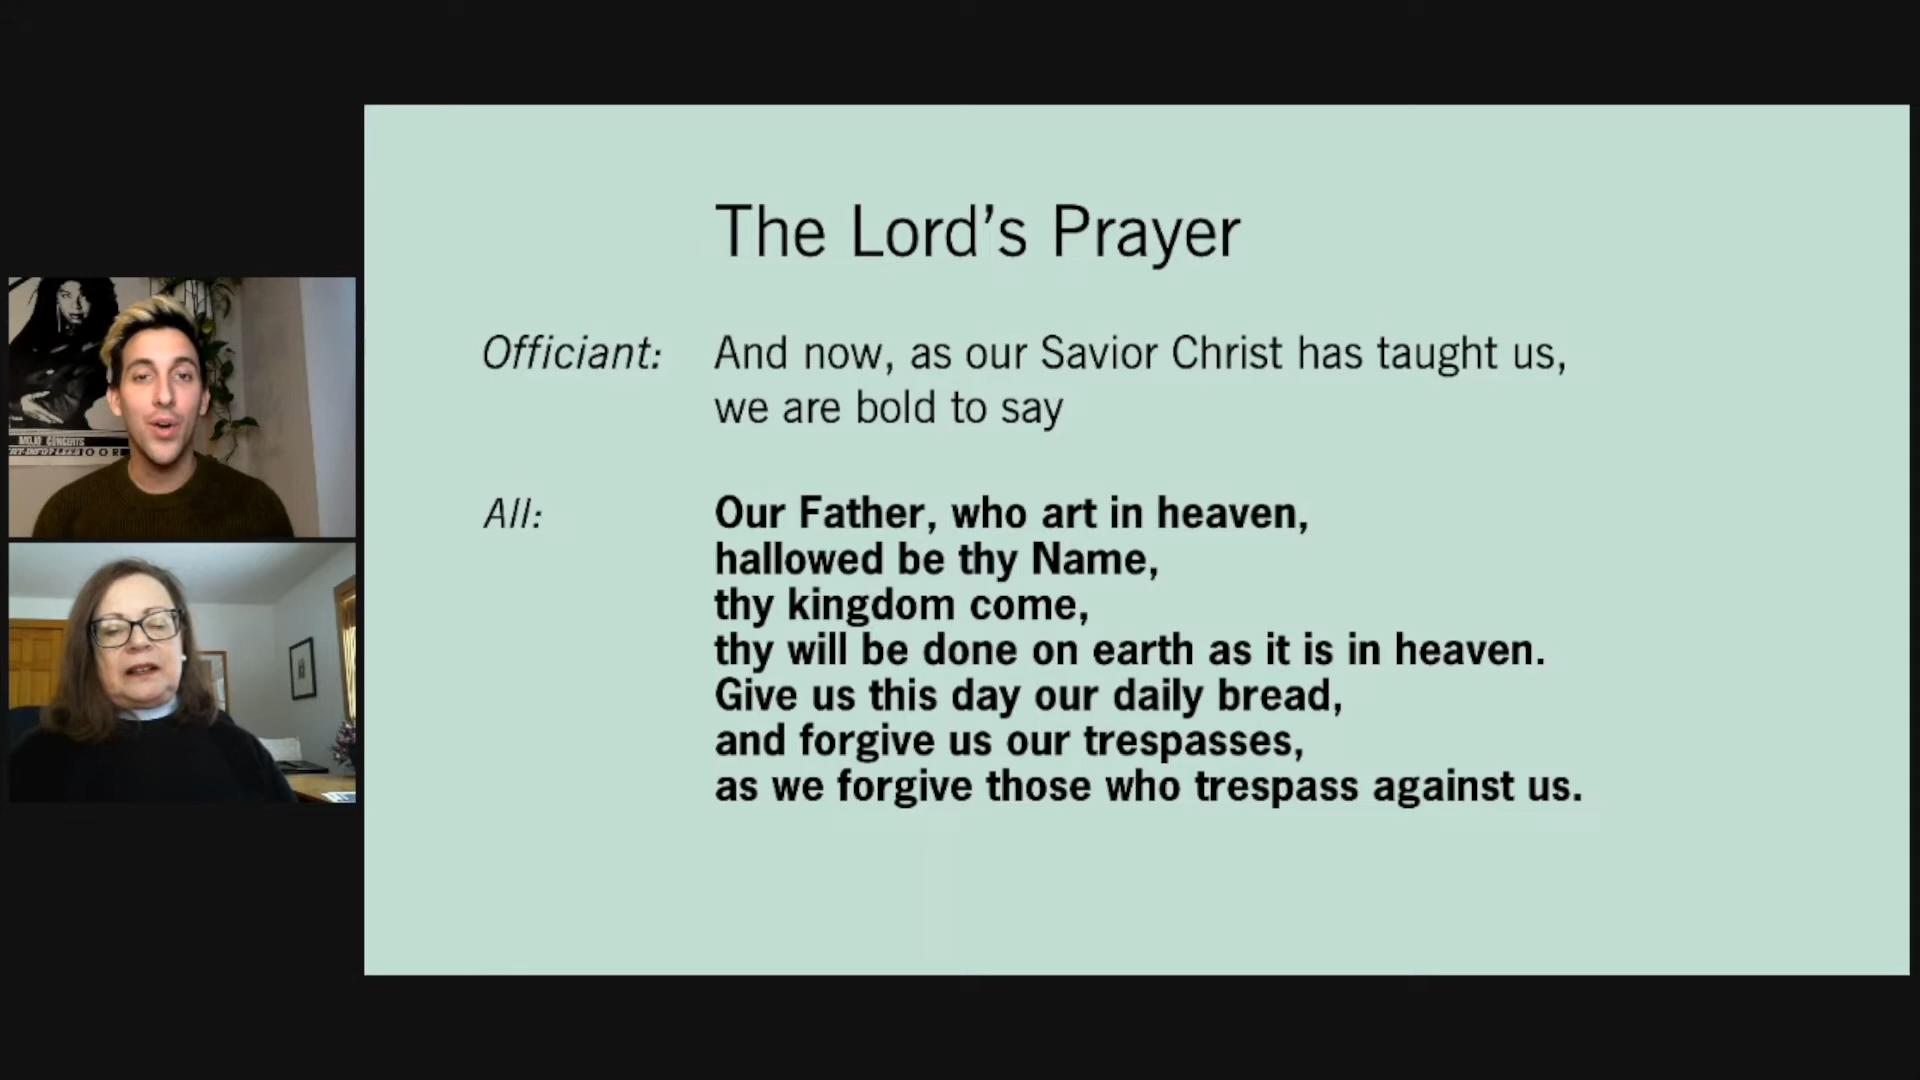 The Lord’s Prayer
Officiant: And now, as our Savior Christ has taught us,
we are bold to say
All: Our Father, who art in heaven,
hallowed be thy Name,
thy kingdom come,
thy will be done on earth as it is in heaven.
Give us this day our daily bread,
and forgive us our trespasses,
as we forgive those who trespass against us.
MOJO CONCERTS